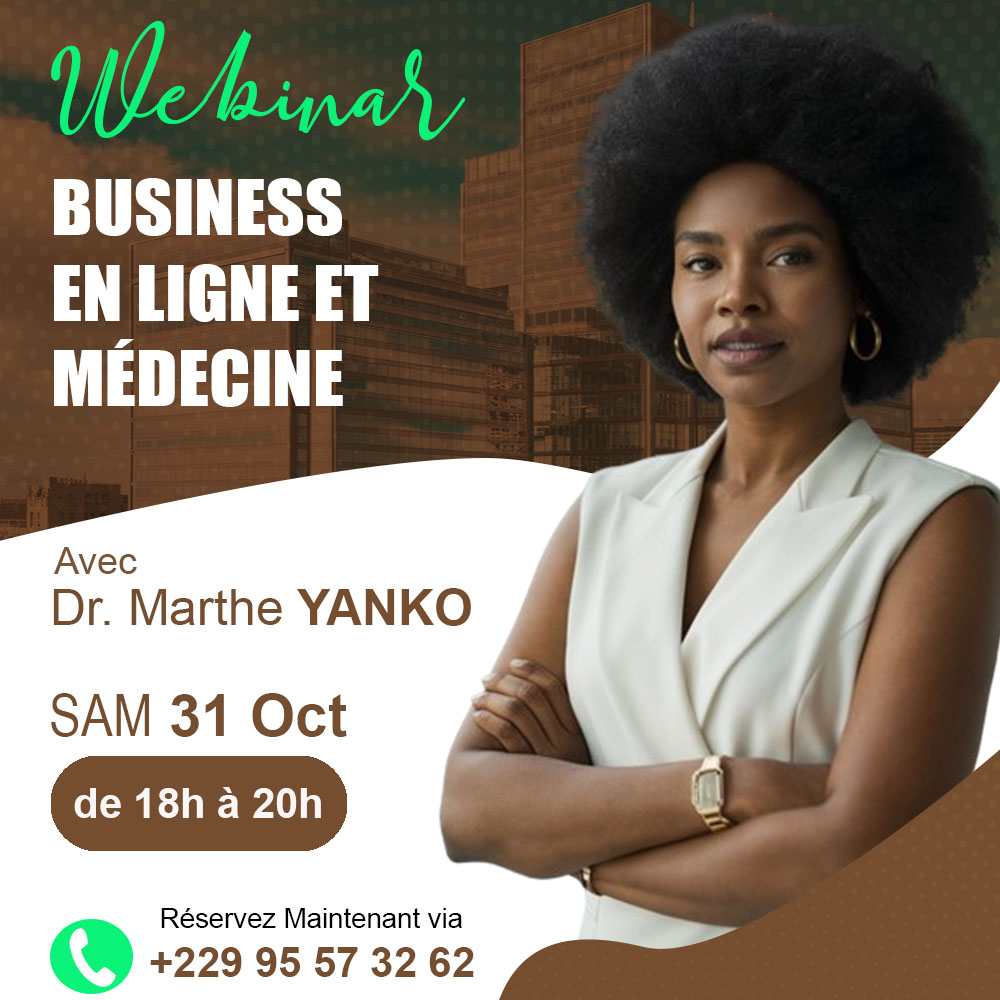 Webinar
BUSINESS
EN LIGNE ET
MÉDECINE
Avec
Dr. Marthe YANKO
SAM 31 Oct
de 18h à 20h
Réservez Maintenant via
+229 95 57 32 62